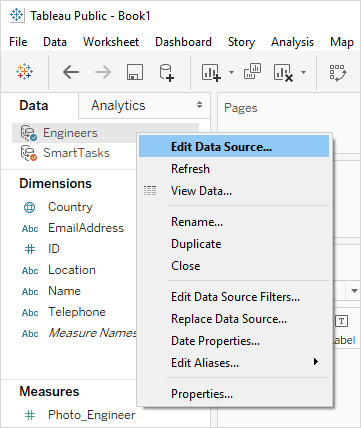 Tableau Public - Book1
File Data Worksheet Dashboard Story Analysis Map
Data
Analytics
Pages
Engineers
SmartTasks
Edit Data Source...
Refresh
View Data...
Rename...
Duplicate
Close
Edit Data Source Filters...
Replace Data Source...
Date Properties...
Edit Aliases...
Properties...
Dimensions
Country
Abc EmailAddress
# ID
Abc Location
Abc Name
Abc Telephone
Abc Measure Names
T
Label
Measures
# Photo_Engineer